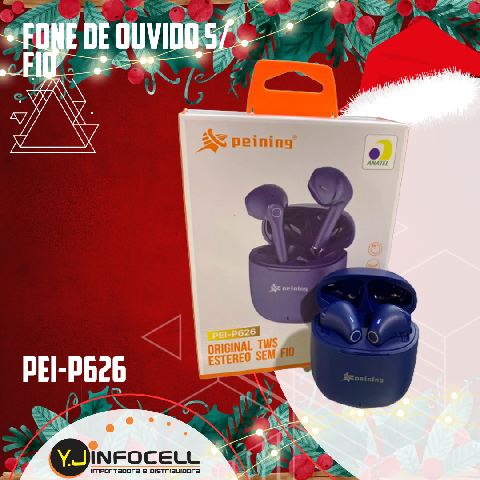 FONE DE OUVIDO S/
FIO
peining®
ANATEL
peining
PEI-P626
ORIGINAL TWS
ESTEREO SEM FIO
peining
PEI-P626
Y.J INFOCELL
IMPORTADORA E DISTRIBUIDORA